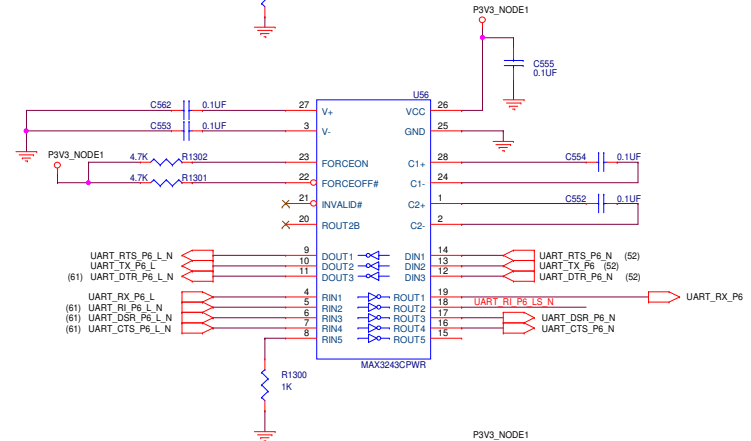 P3V3_NODE1
C555
0.1UF
U56
C562 0.1UF 27 V+ VCC 26
C553 0.1UF 3 V- GND 25
P3V3_NODE1
4.7K R1302 23 FORCEON C1+ 28 C554 0.1UF
4.7K R1301 22 FORCEOFF# C1- 24
21 INVALID# C2+ 1 C552 0.1UF
20 ROUT2B C2- 2
UART_RTS_P6_L_N 9 DOUT1 DIN1 14 UART_RTS_P6_N (52)
UART_TX_P6_L 10 DOUT2 DIN2 13 UART_TX_P6 (52)
(61) UART_DTR_P6_L_N 11 DOUT3 DIN3 12 UART_DTR_P6_N (52)
UART_RX_P6_L 4 RIN1 ROUT1 19 UART_RX_P6
(61) UART_RI_P6_L_N 5 RIN2 ROUT2 18 UART_RI_P6_LS_N
(61) UART_DSR_P6_L_N 6 RIN3 ROUT3 17 UART_DSR_P6_N
(61) UART_CTS_P6_L_N 7 RIN4 ROUT4 16 UART_CTS_P6_N
8 RIN5 ROUT5 15
MAX3243CPWR
R1300
1K
P3V3_NODE1